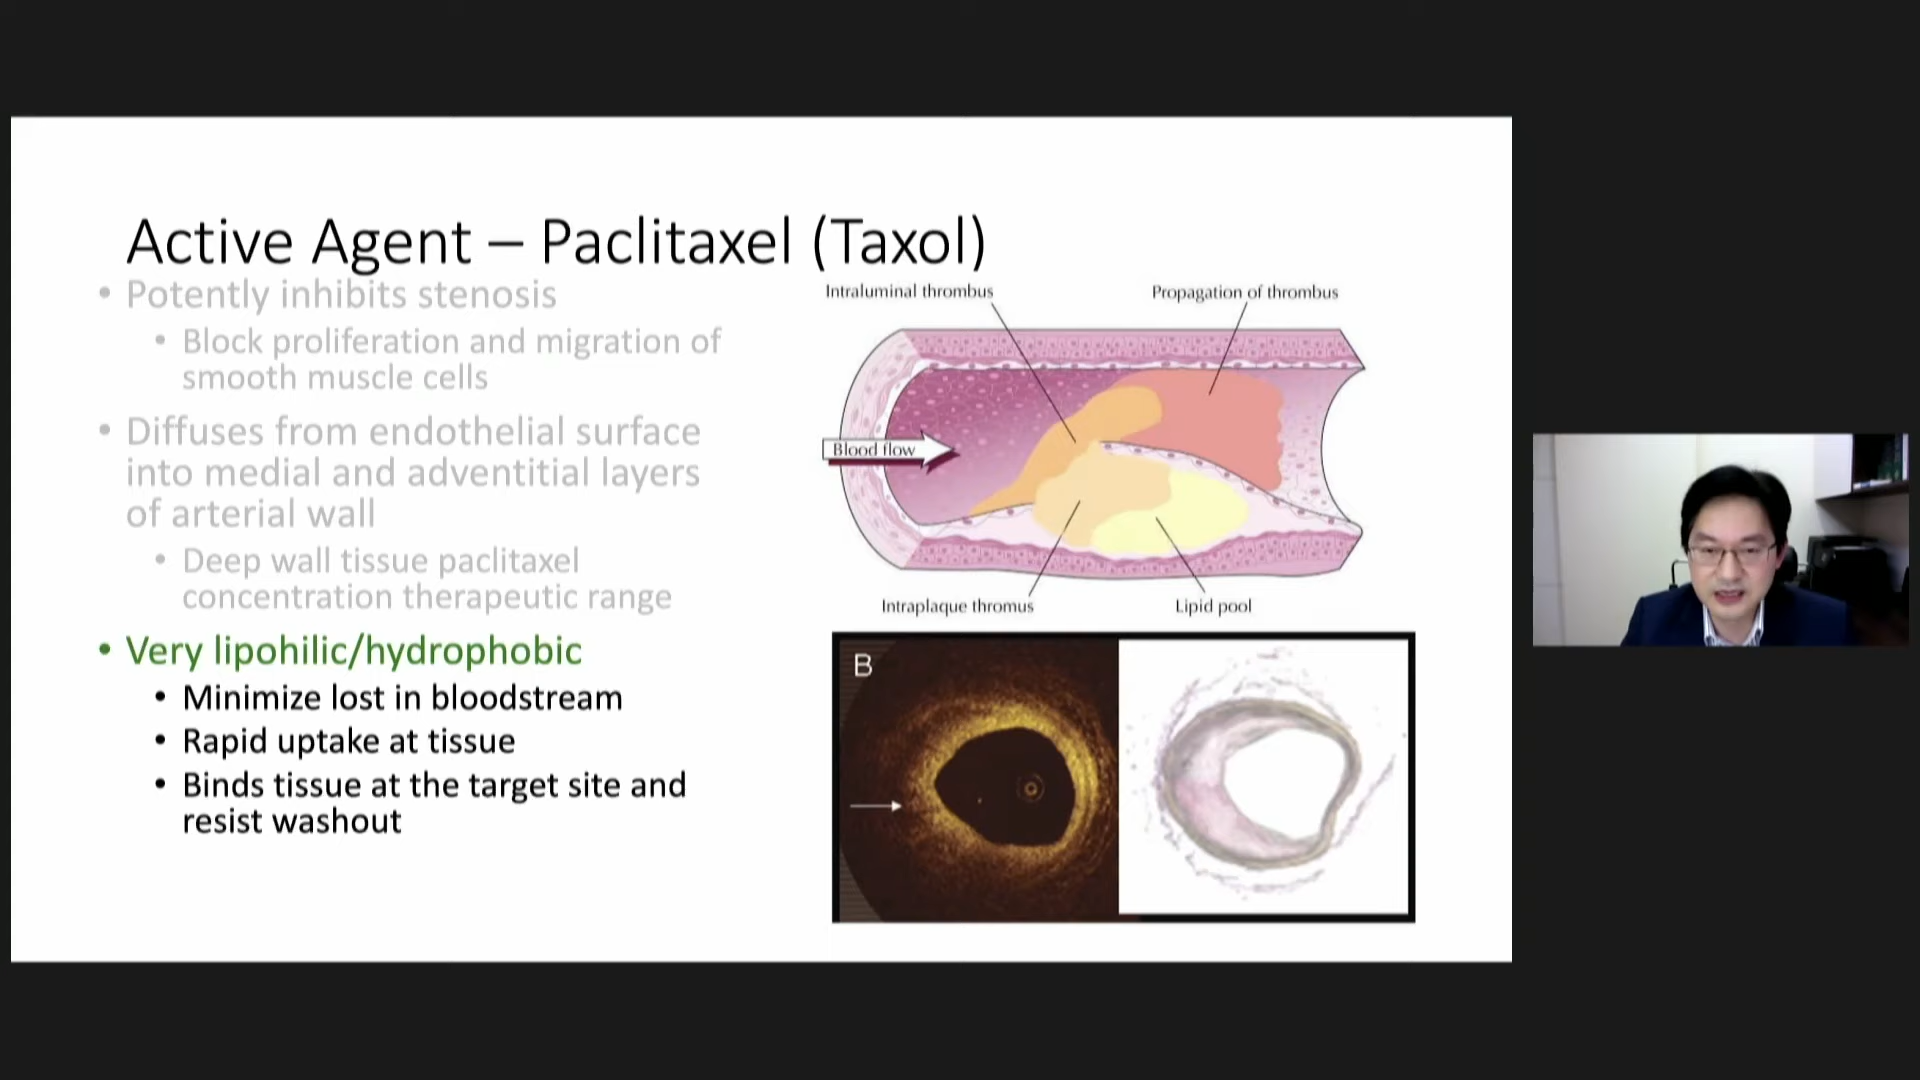 Active Agent – Paclitaxel (Taxol)
• Potently inhibits stenosis
• Block proliferation and migration of
smooth muscle cells
• Diffuses from endothelial surface
into medial and adventitial layers
of arterial wall
• Deep wall tissue paclitaxel
concentration therapeutic range
• Very lipohilic/hydrophobic
• Minimize lost in bloodstream
• Rapid uptake at tissue
• Binds tissue at the target site and
resist washout
Intraluminal thrombus
Propagation of thrombus
Blood flow
Intraplaque thromus
Lipid pool
B